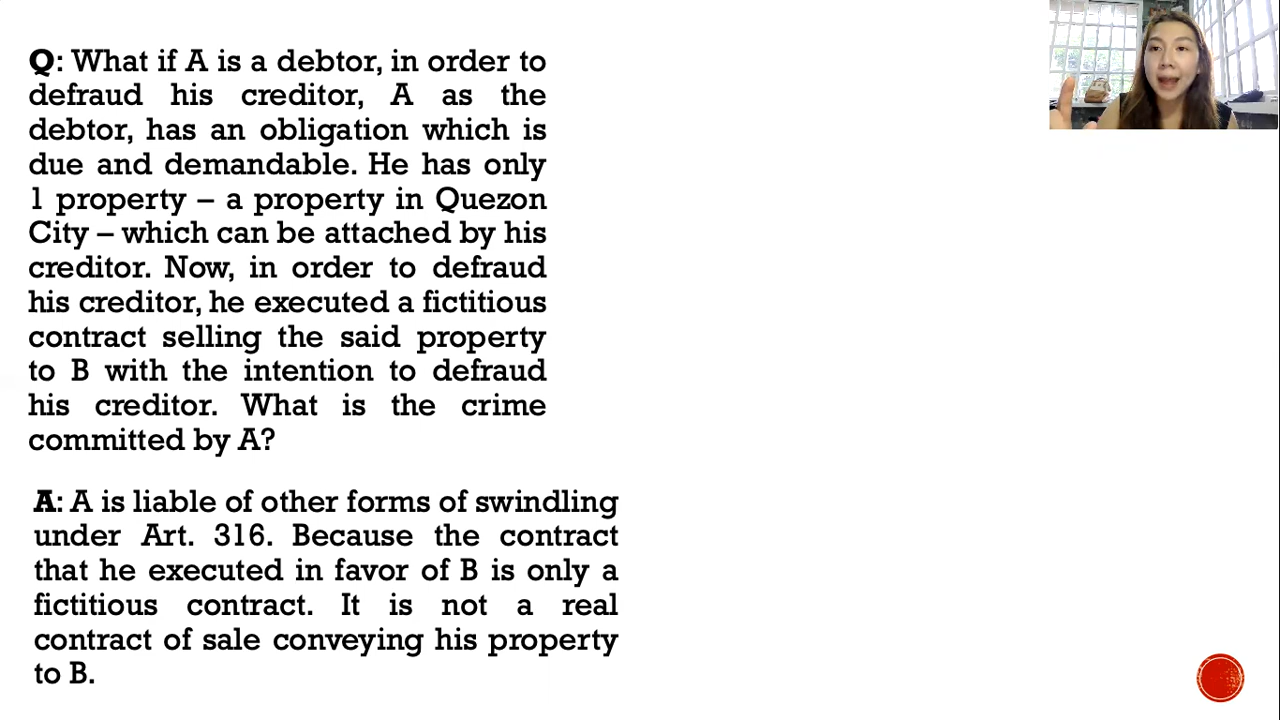 Q: What if A is a debtor, in order to
defraud his creditor, A as the
debtor, has an obligation which is
due and demandable. He has only
1 property – a property in Quezon
City – which can be attached by his
creditor. Now, in order to defraud
his creditor, he executed a fictitious
contract selling the said property
to B with the intention to defraud
his creditor. What is the crime
committed by A?
A: A is liable of other forms of swindling
under Art. 316. Because the contract
that he executed in favor of B is only a
fictitious contract. It is not a real
contract of sale conveying his property
to B.